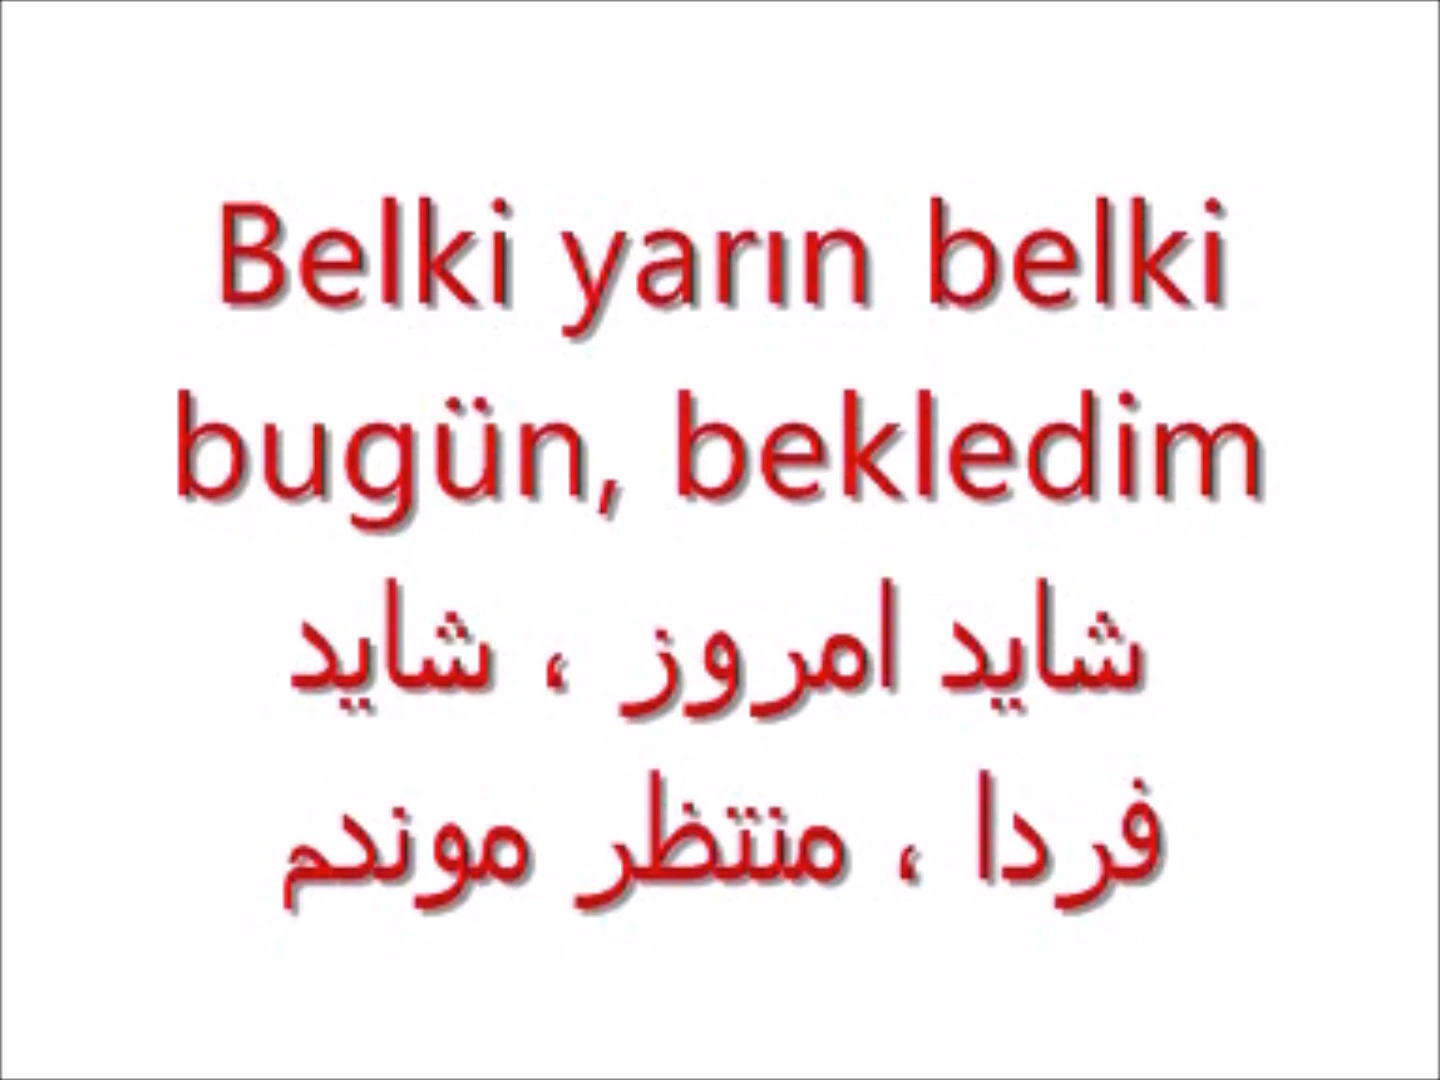 Belki yarın belki
bugün, bekledim
شاید امروز ، شاید
فردا ، منتظر موندم